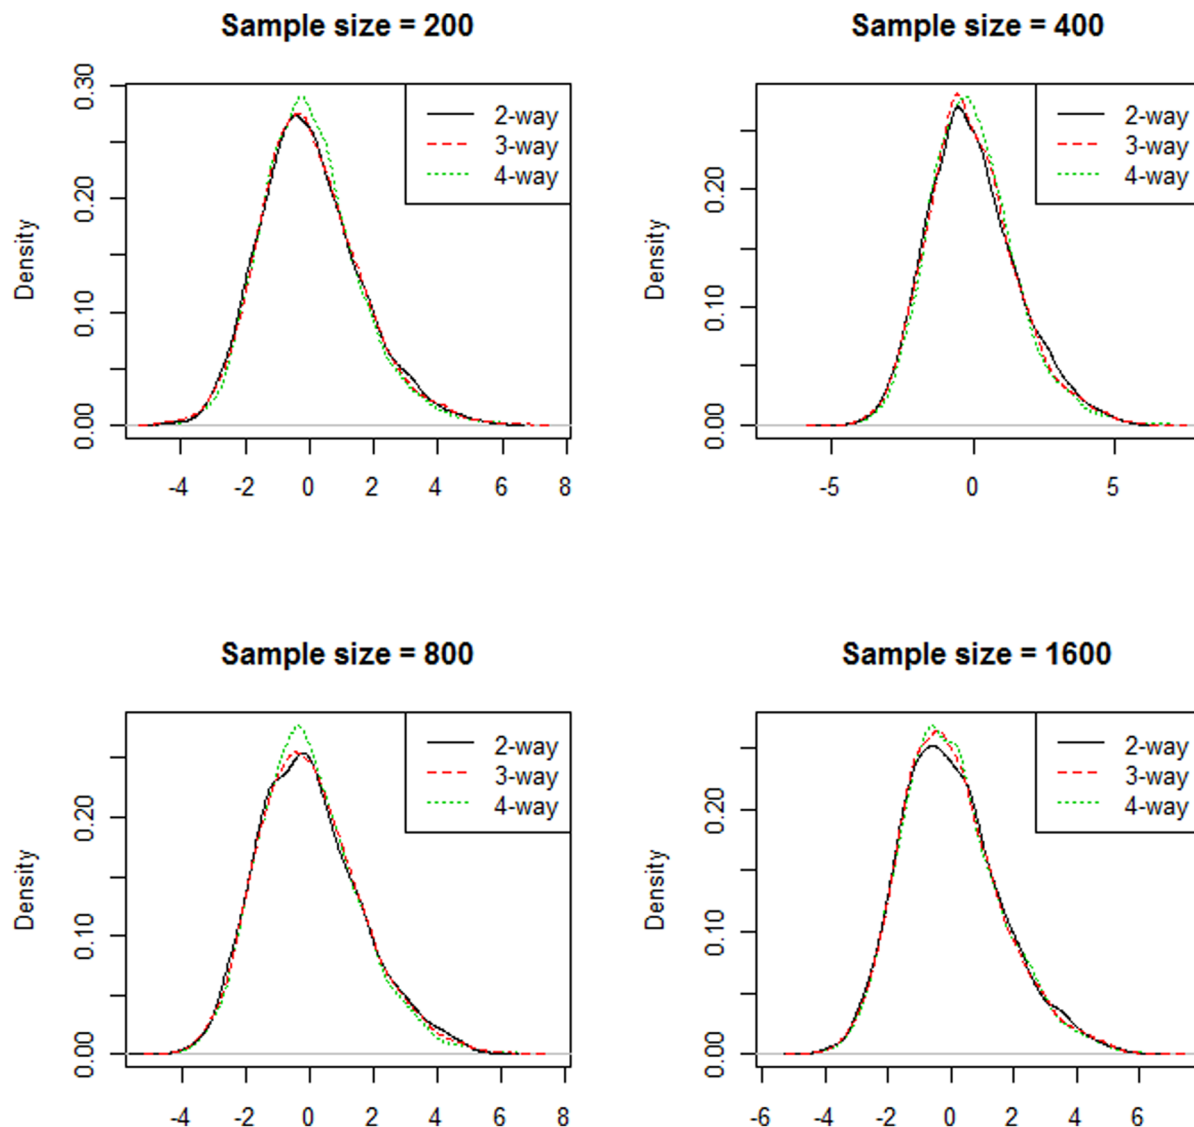 Sample size = 200
Density
0.00
0.10
0.20
0.30
2-way
3-way
4-way
-4 -2 0 2 4 6 8
Sample size = 400
Density
0.00
0.10
0.20
2-way
3-way
4-way
-5 0 5
Sample size = 800
Density
0.00
0.10
0.20
2-way
3-way
4-way
-4 -2 0 2 4 6 8
Sample size = 1600
Density
0.00
0.10
0.20
2-way
3-way
4-way
-6 -4 -2 0 2 4 6